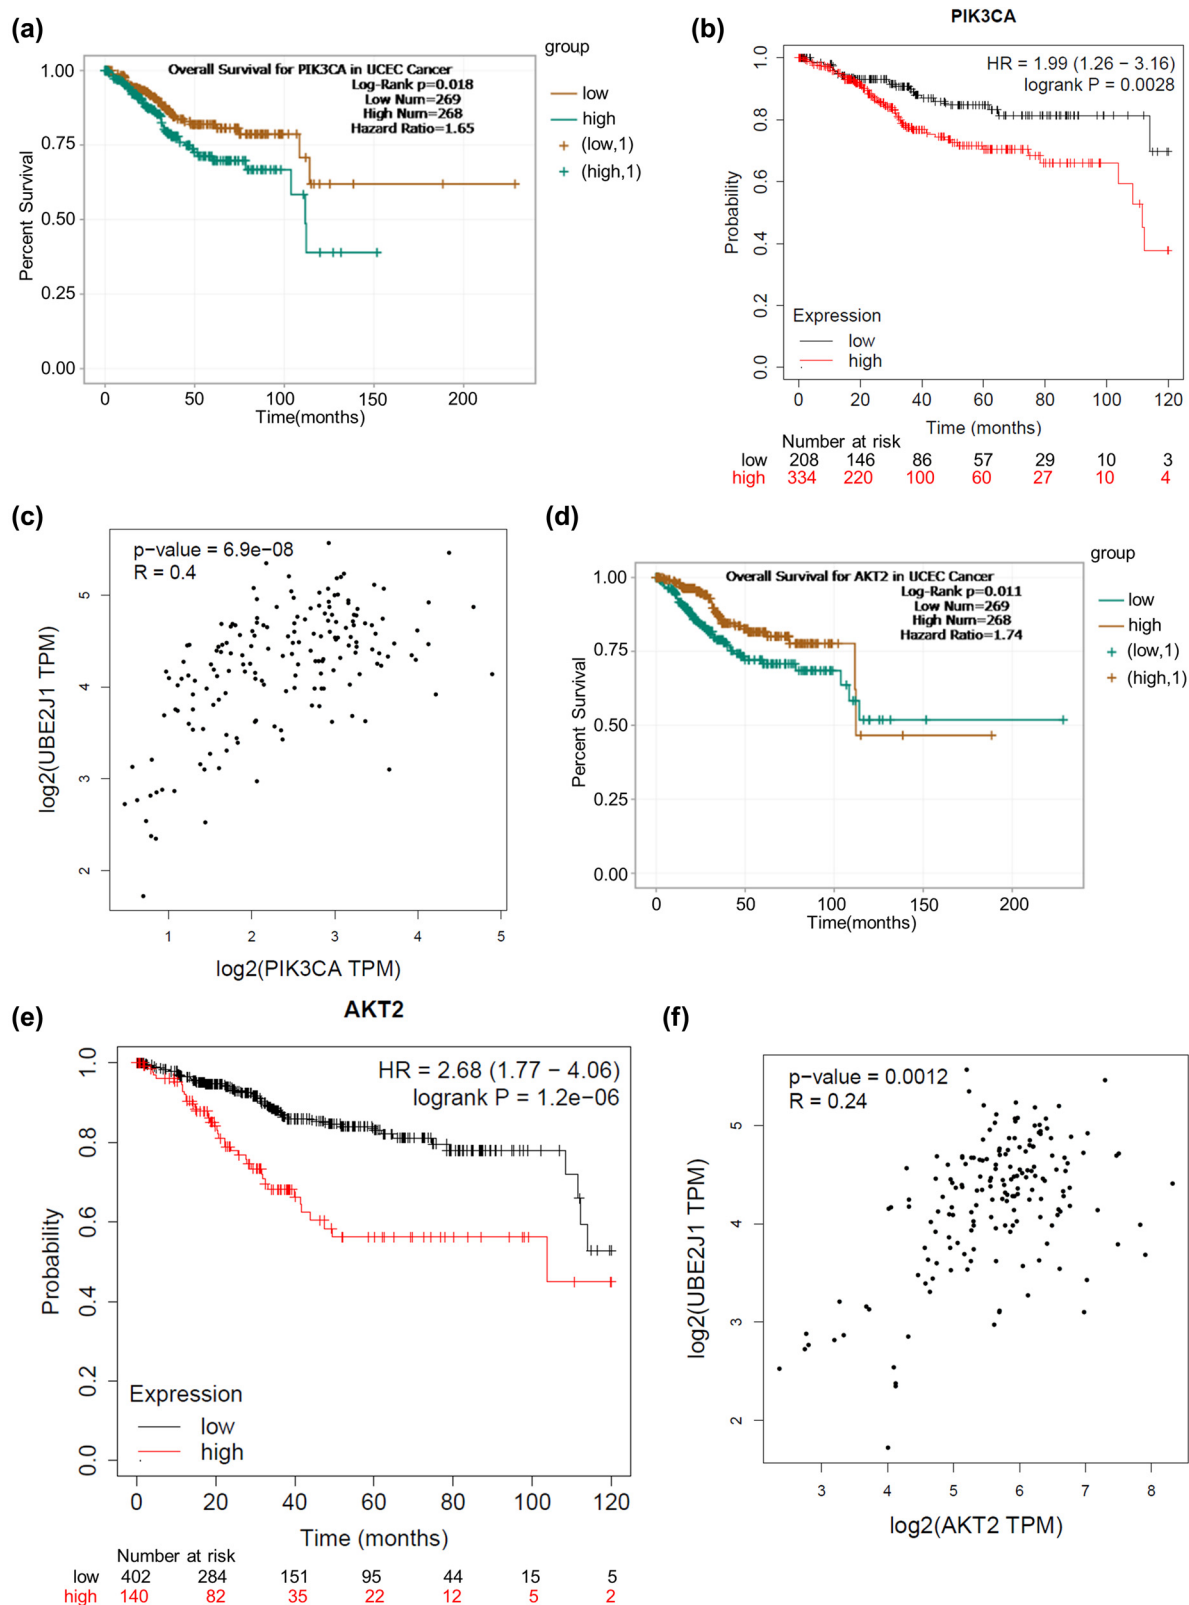 (a)
Overall Survival for PIK3CA in UCEC Cancer
Log-Rank p=0.018
Low Num=269
High Num=268
Hazard Ratio=1.65
1.00
0.75
0.50
0.25
0.00
Percent Survival
0 50 100 150 200
Time(months)
group
low
high
(low,1)
(high,1)
(b)
PIK3CA
HR = 1.99 (1.26 − 3.16)
logrank P = 0.0028
1.0
0.8
0.6
0.4
0.2
0.0
Probability
Expression
low
high
0 20 40 60 80 100 120
Time (months)
Number at risk
low 208 146 86 57 29 10 3
high 334 220 100 60 27 10 4
(c)
p−value = 6.9e−08
R = 0.4
5
4
3
2
log2(UBE2J1 TPM)
1 2 3 4 5
log2(PIK3CA TPM)
(d)
Overall Survival for AKT2 in UCEC Cancer
Log-Rank p=0.011
Low Num=269
High Num=268
Hazard Ratio=1.74
1.00
0.75
0.50
0.25
0.00
Percent Survival
0 50 100 150 200
Time(months)
group
low
high
(low,1)
(high,1)
(e)
AKT2
HR = 2.68 (1.77 − 4.06)
logrank P = 1.2e−06
1.0
0.8
0.6
0.4
0.2
0.0
Probability
Expression
low
high
0 20 40 60 80 100 120
Time (months)
Number at risk
low 402 284 151 95 44 15 5
high 140 82 35 22 12 5 2
(f)
p−value = 0.0012
R = 0.24
5
4
3
2
log2(UBE2J1 TPM)
3 4 5 6 7 8
log2(AKT2 TPM)